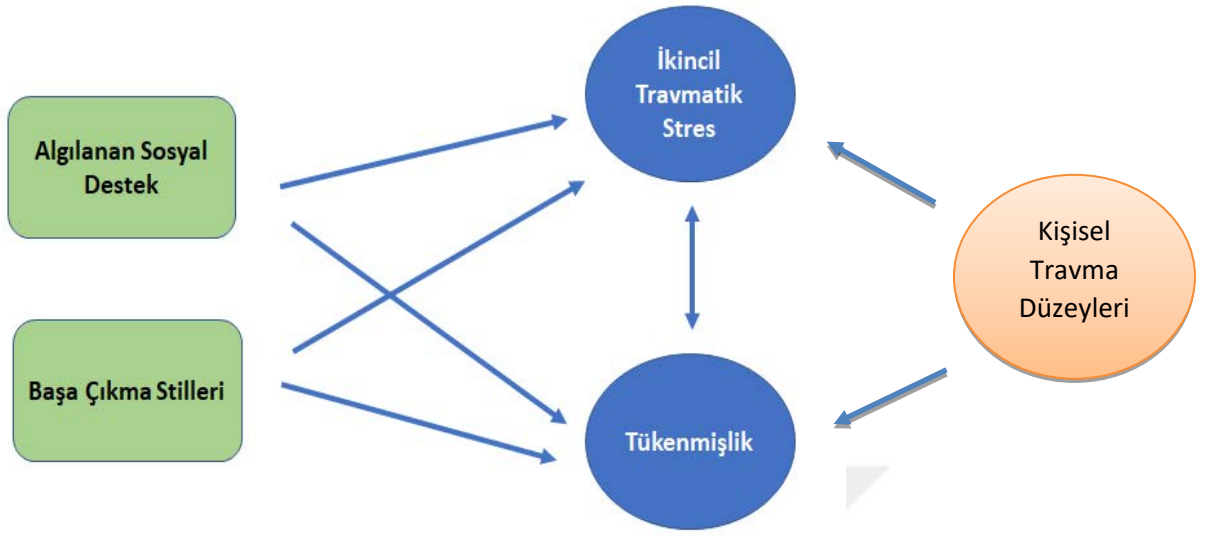 İkincil
Travmatik
Stres
Algılanan Sosyal
Destek
Kişisel
Travma
Düzeyleri
Başa Çıkma Stilleri
Tükenmişlik